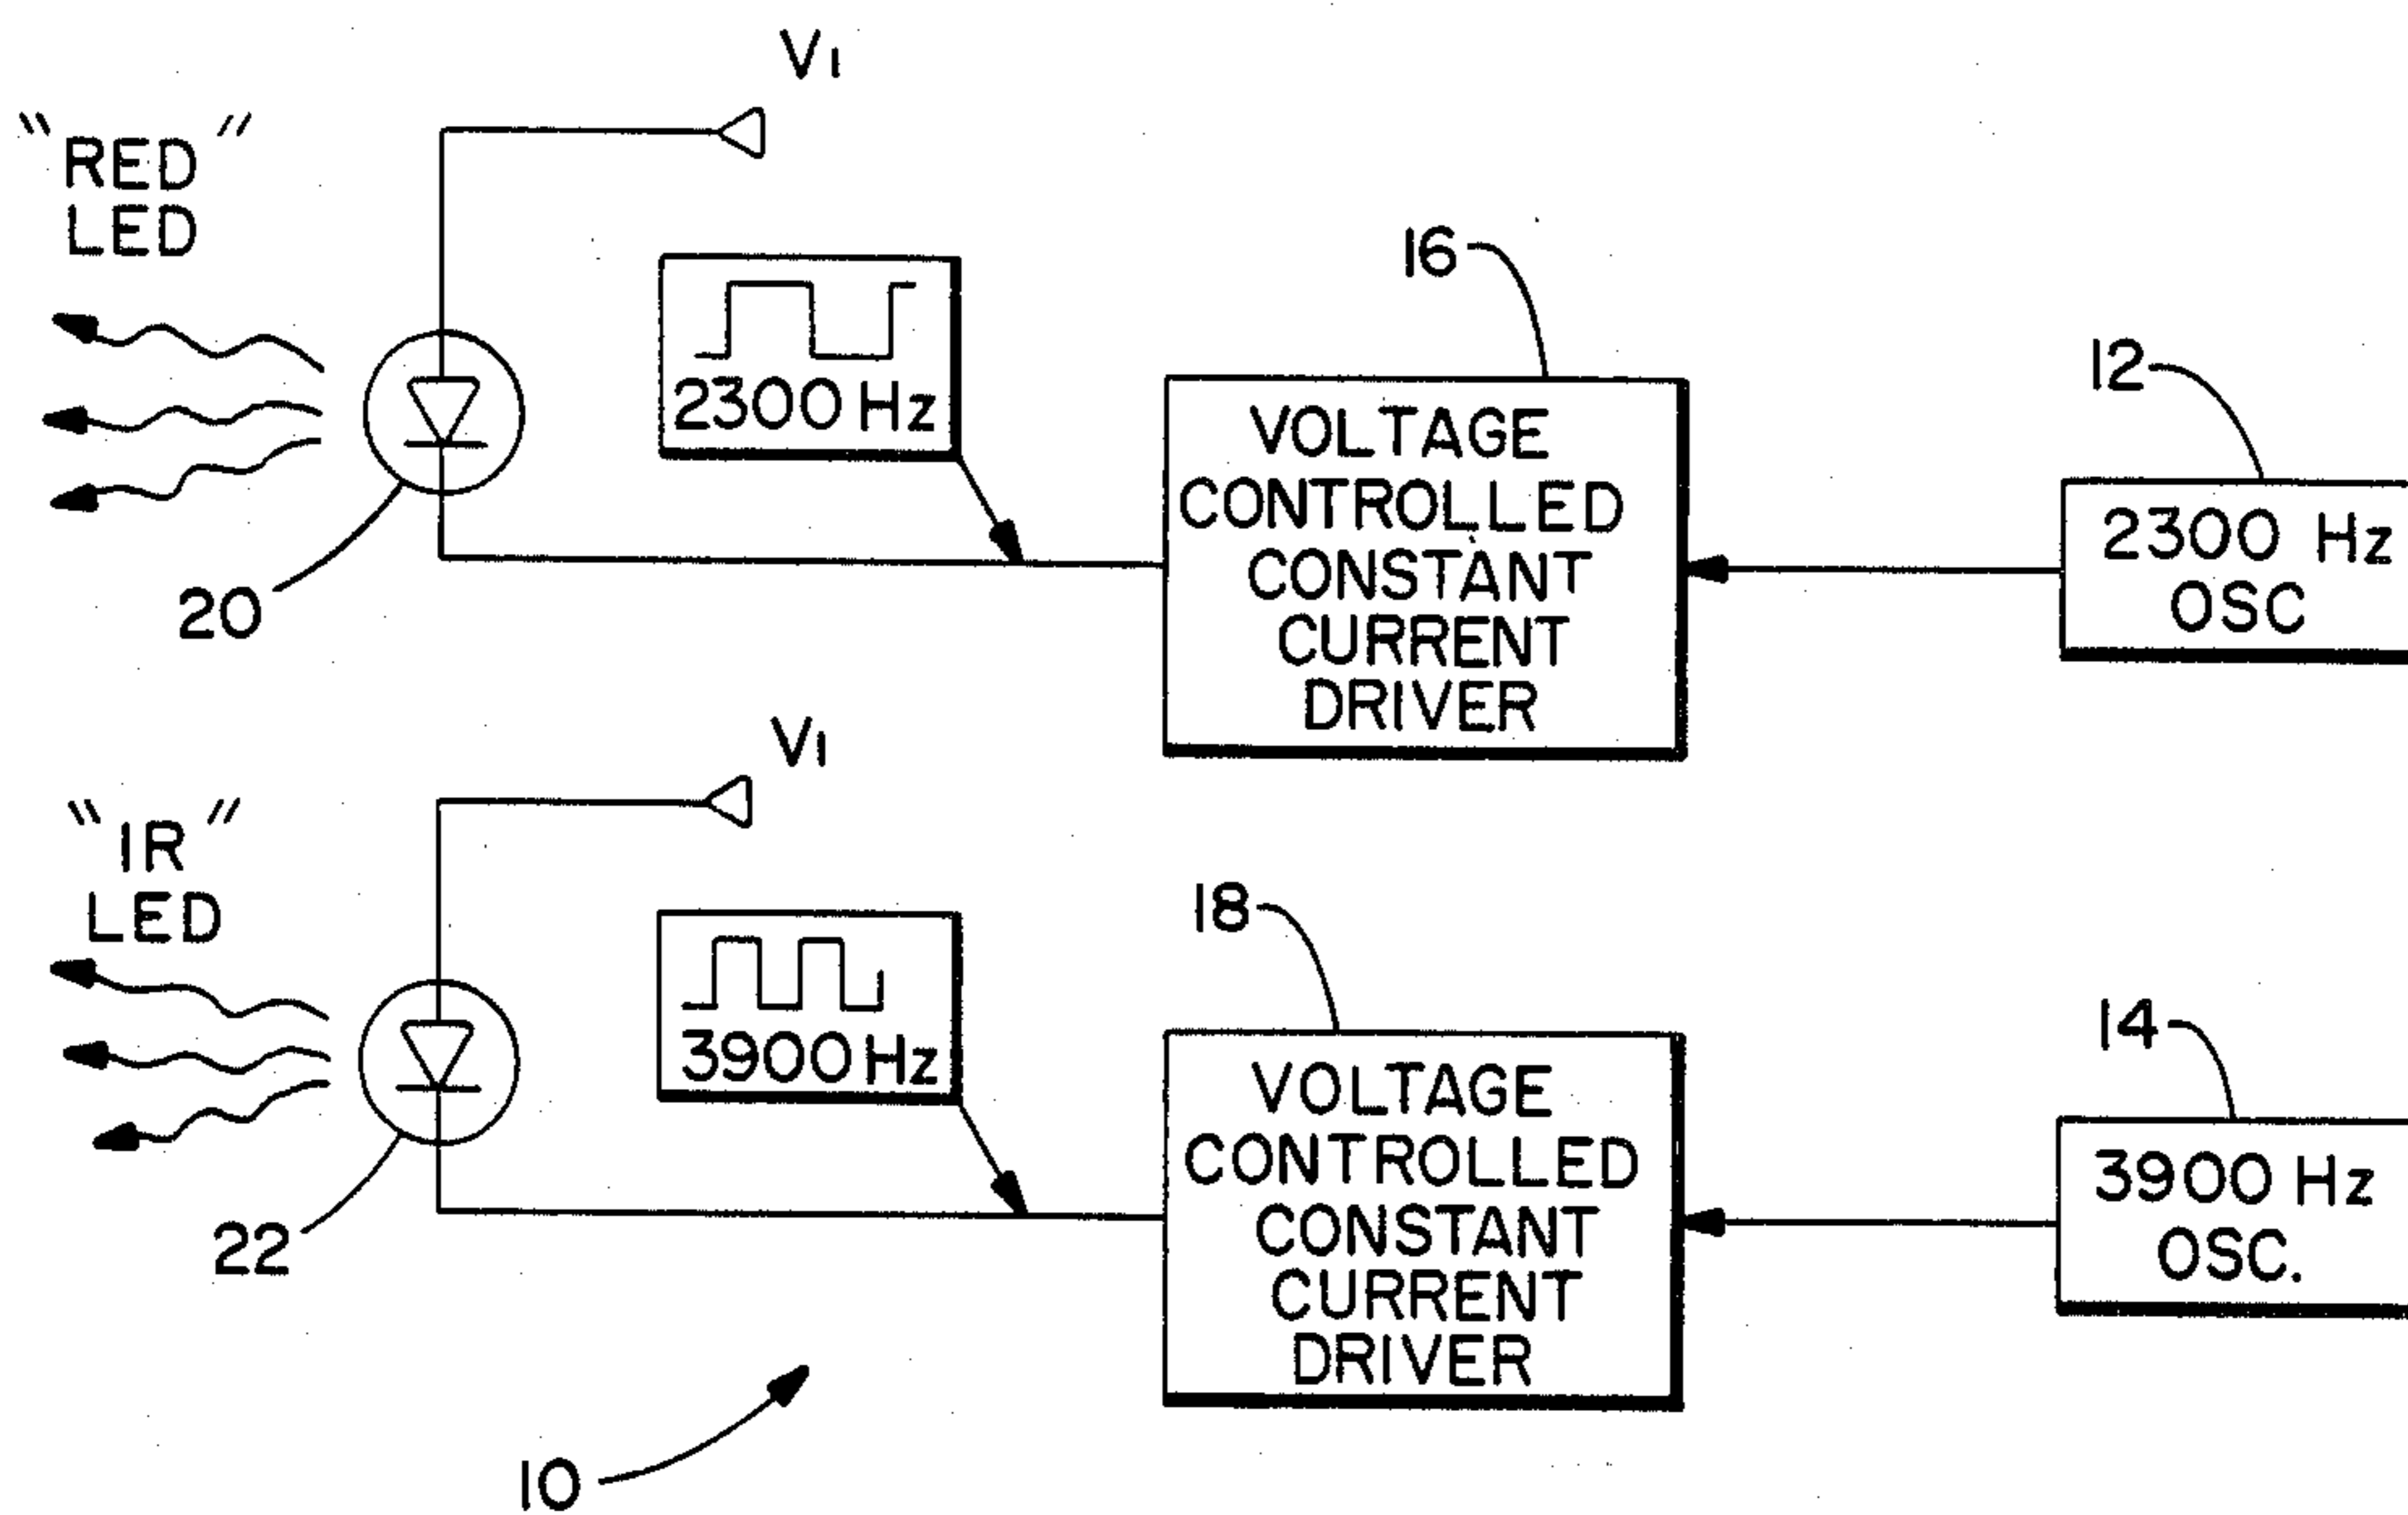 V1
"RED"
LED
2300 Hz
16
VOLTAGE
CONTROLLED
CONSTANT
CURRENT
DRIVER
12
2300 Hz
OSC
20
V1
"IR"
LED
3900 Hz
18
VOLTAGE
CONTROLLED
CONSTANT
CURRENT
DRIVER
14
3900 Hz
OSC.
22
10